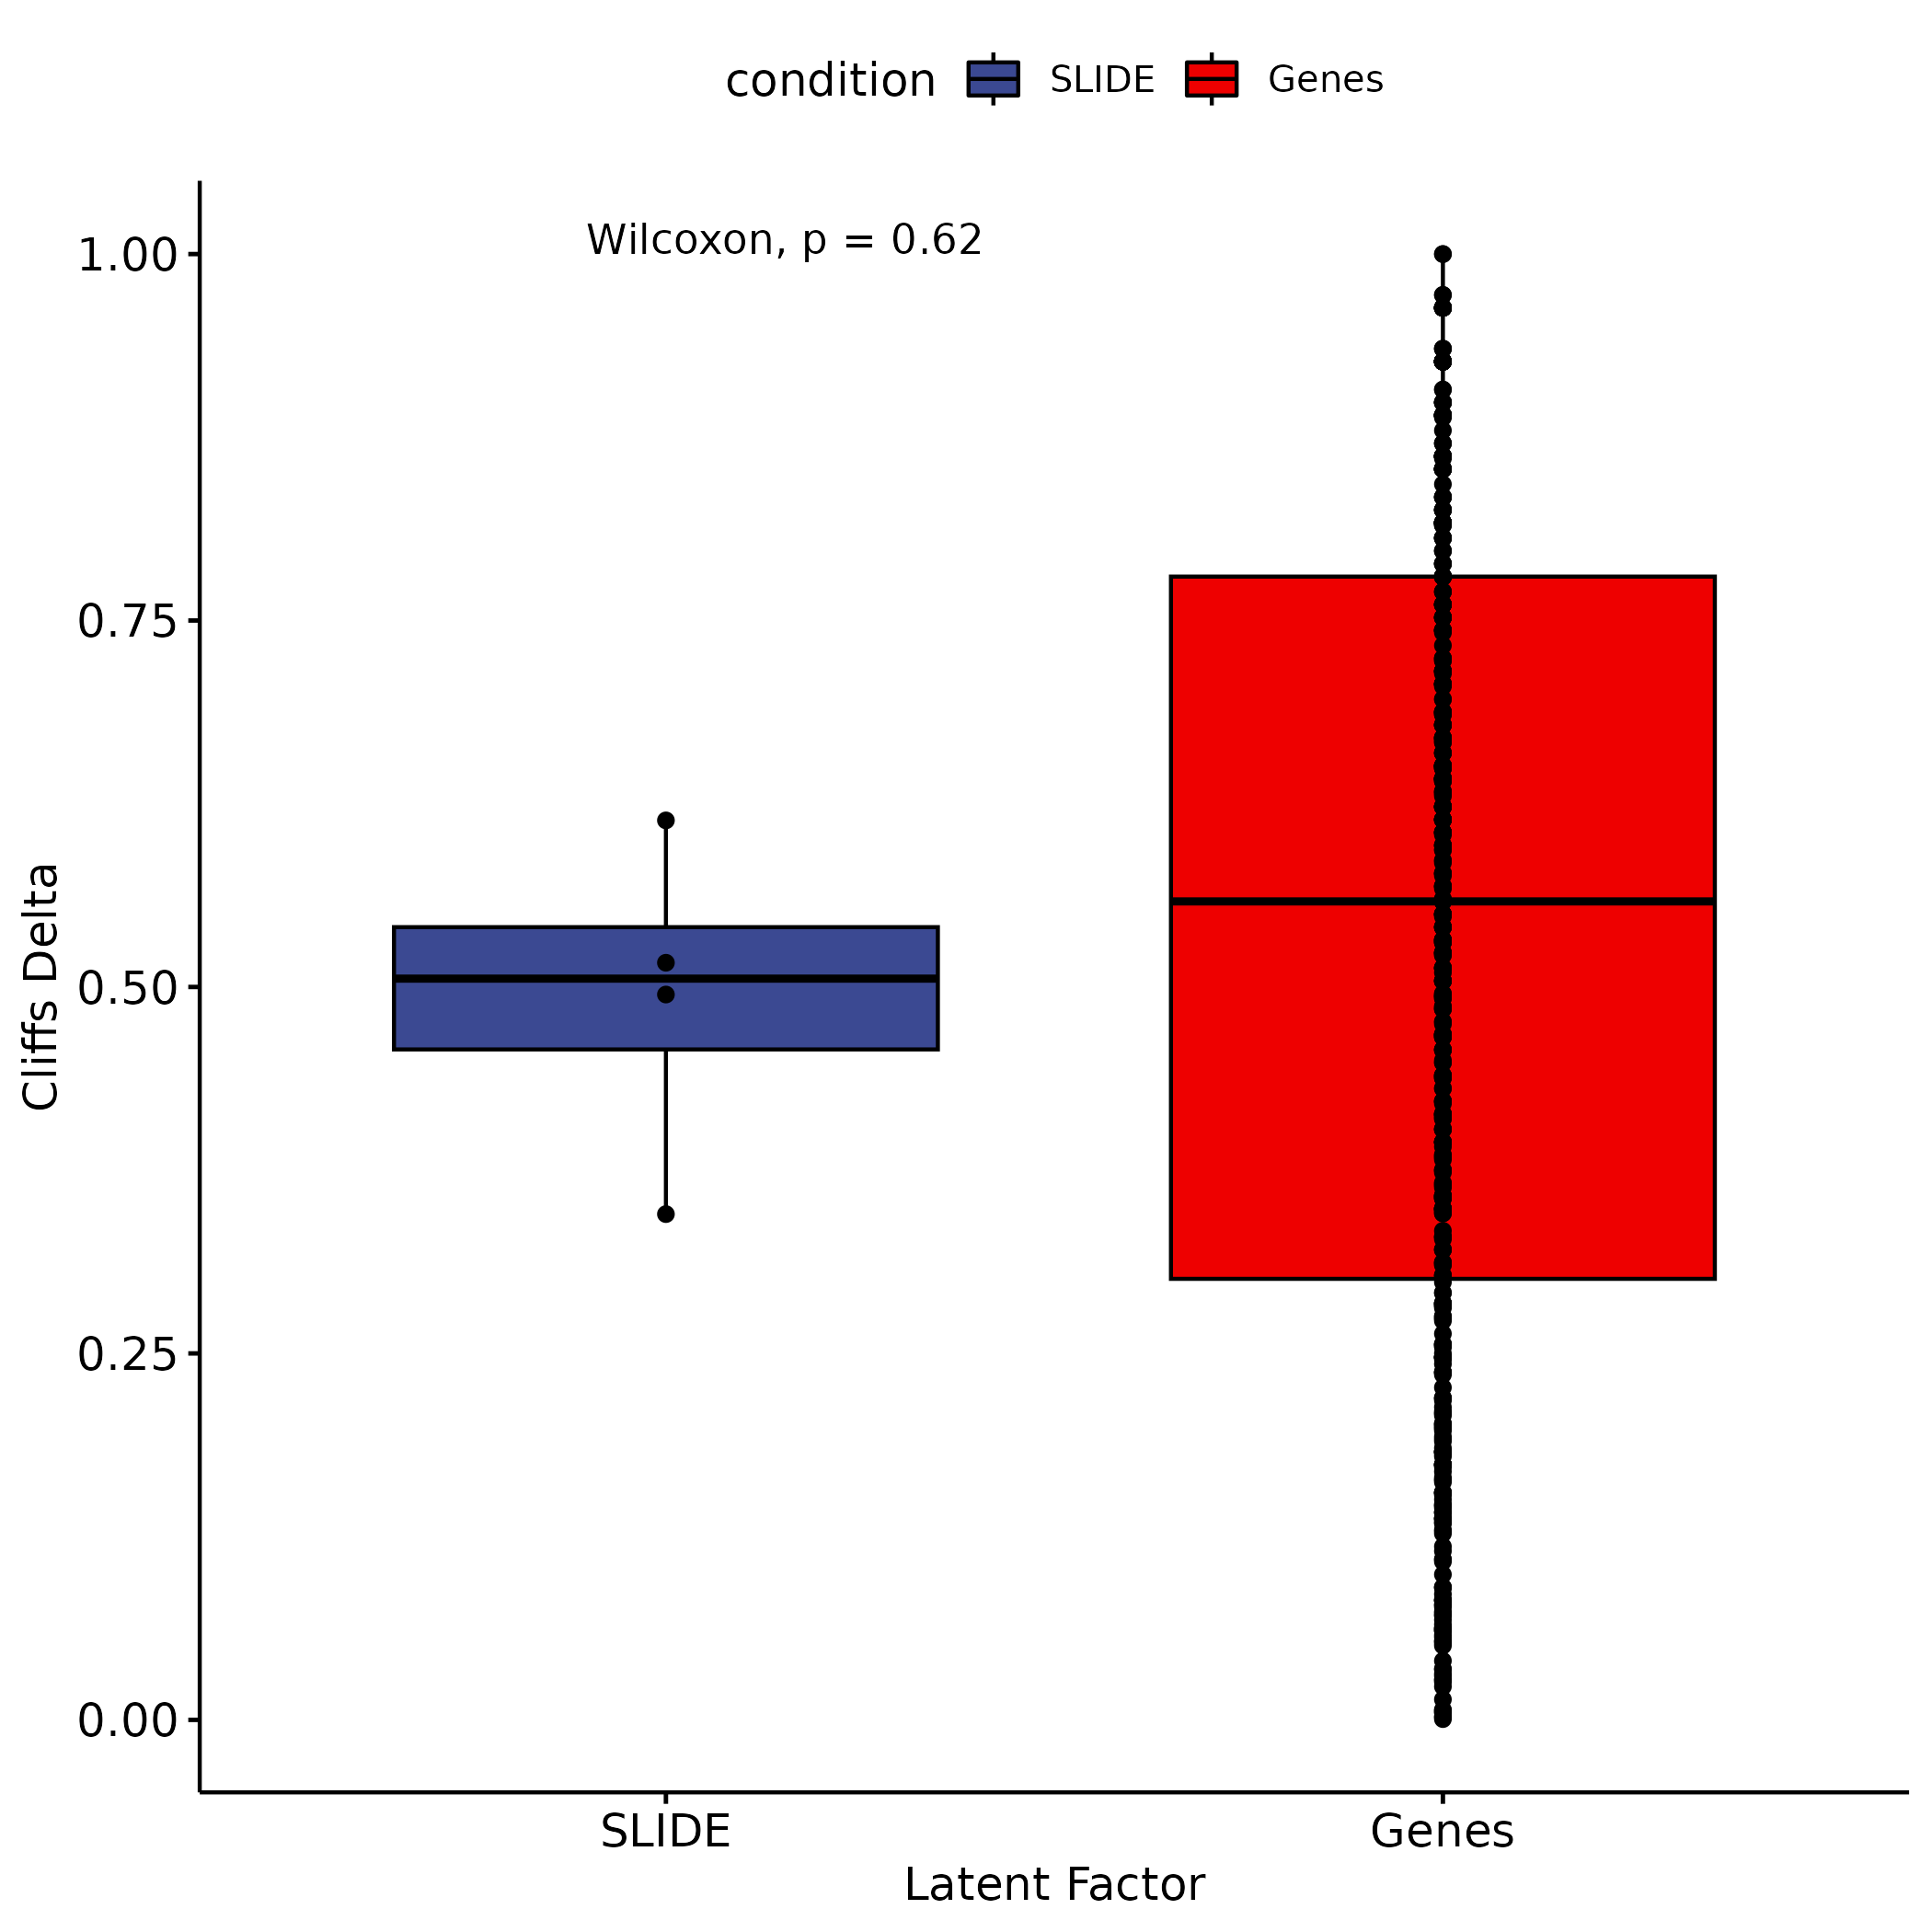 condition SLIDE Genes
Wilcoxon, p = 0.62
1.00
0.75
0.50
0.25
0.00
Cliffs Delta
SLIDE Genes
Latent Factor